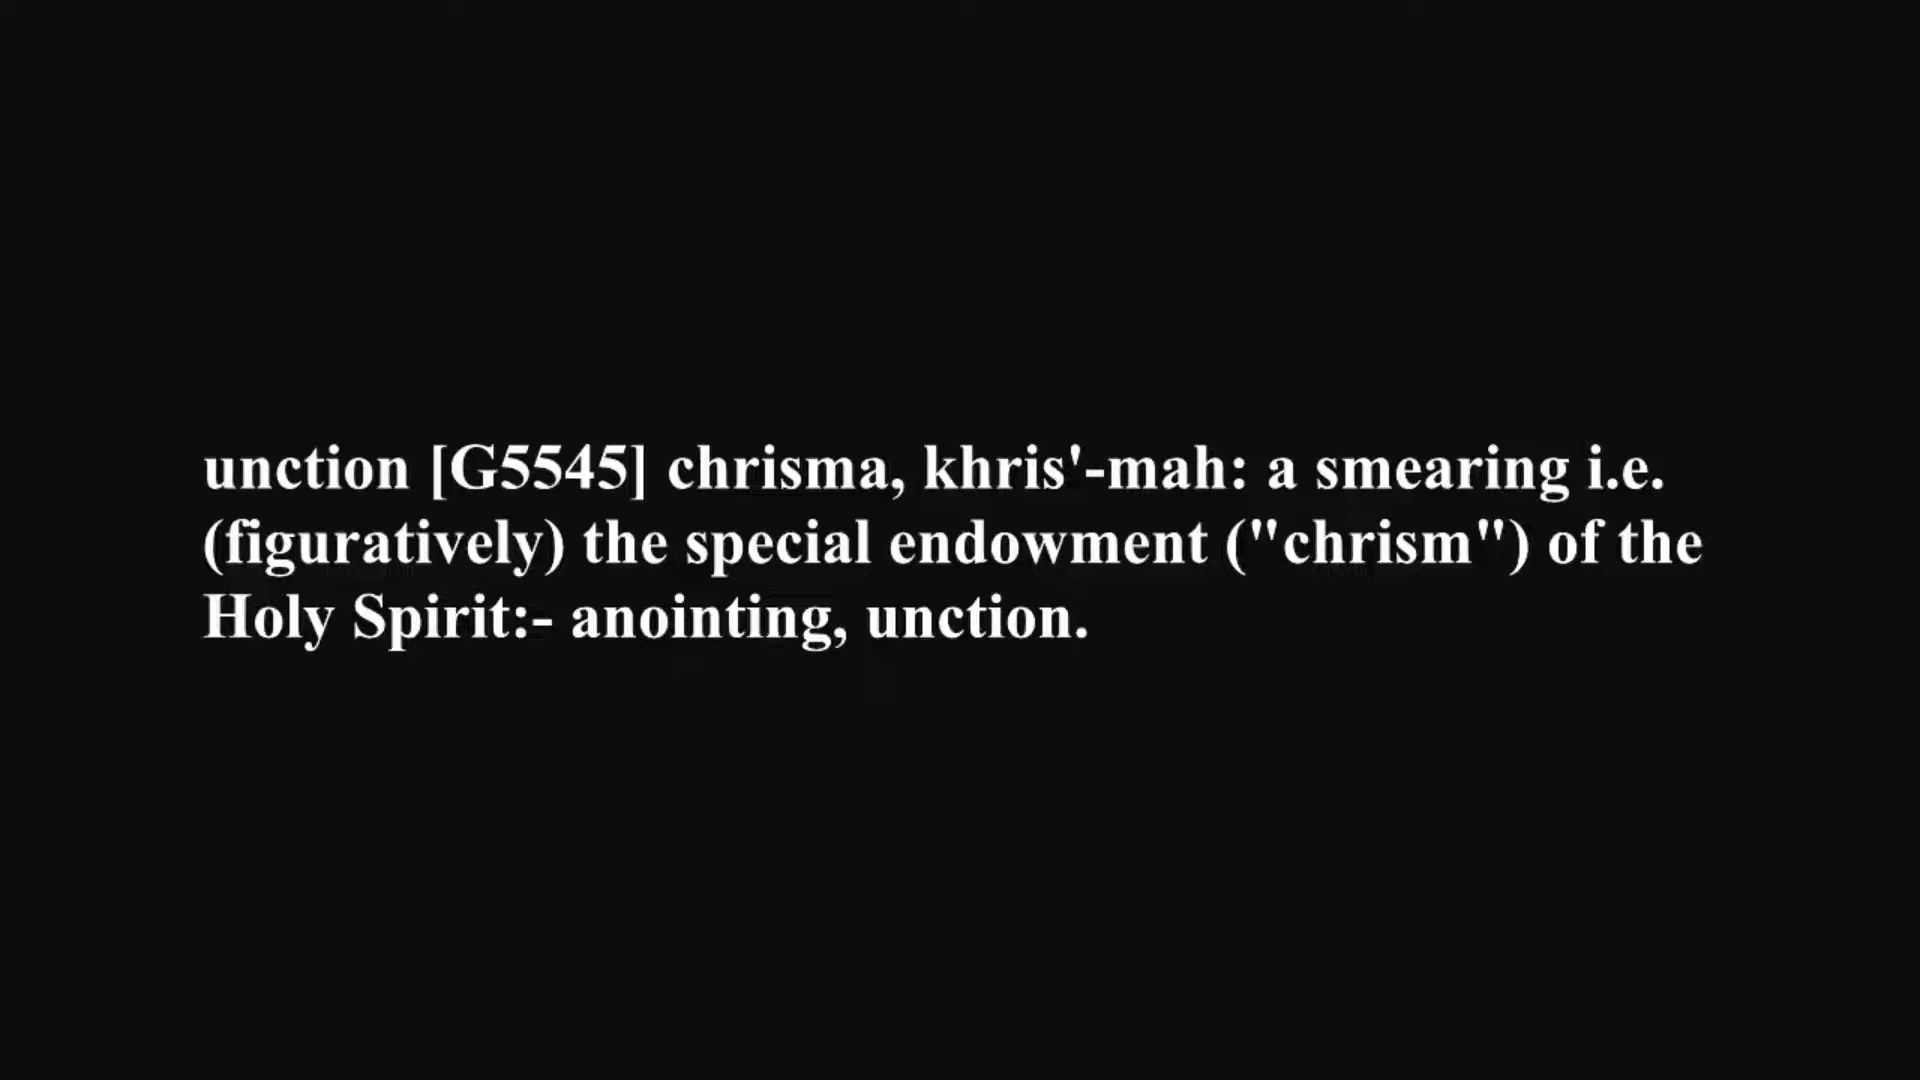 unction [G5545] chrisma, khris'-mah: a smearing i.e.
(figuratively) the special endowment ("chrism") of the
Holy Spirit:- anointing, unction.